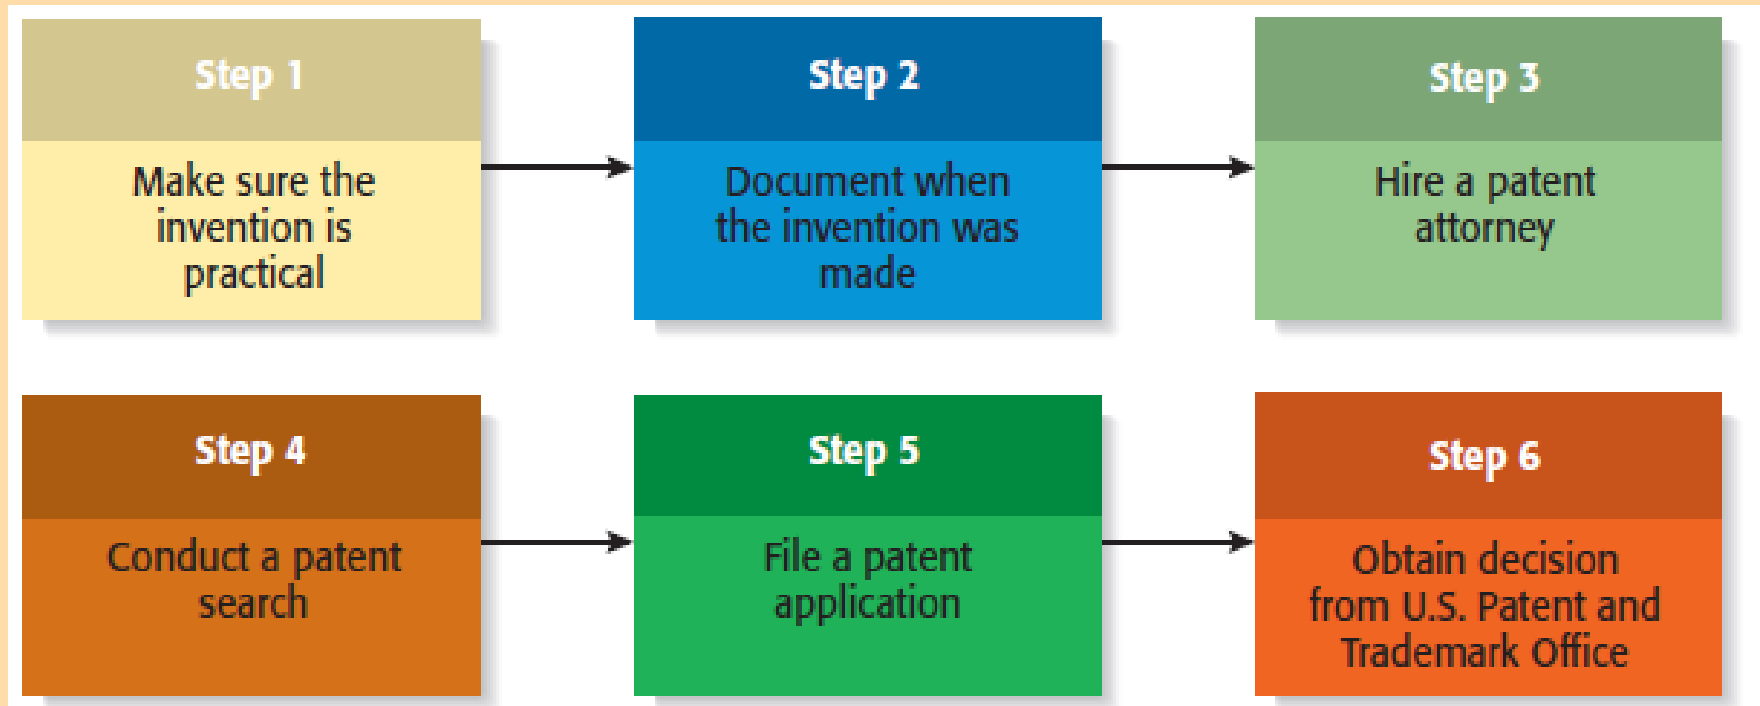 Step 1
Make sure the
invention is
practical
Step 2
Document when
the invention was
made
Step 3
Hire a patent
attorney
Step 4
Conduct a patent
search
Step 5
File a patent
application
Step 6
Obtain decision
from U.S. Patent and
Trademark Office